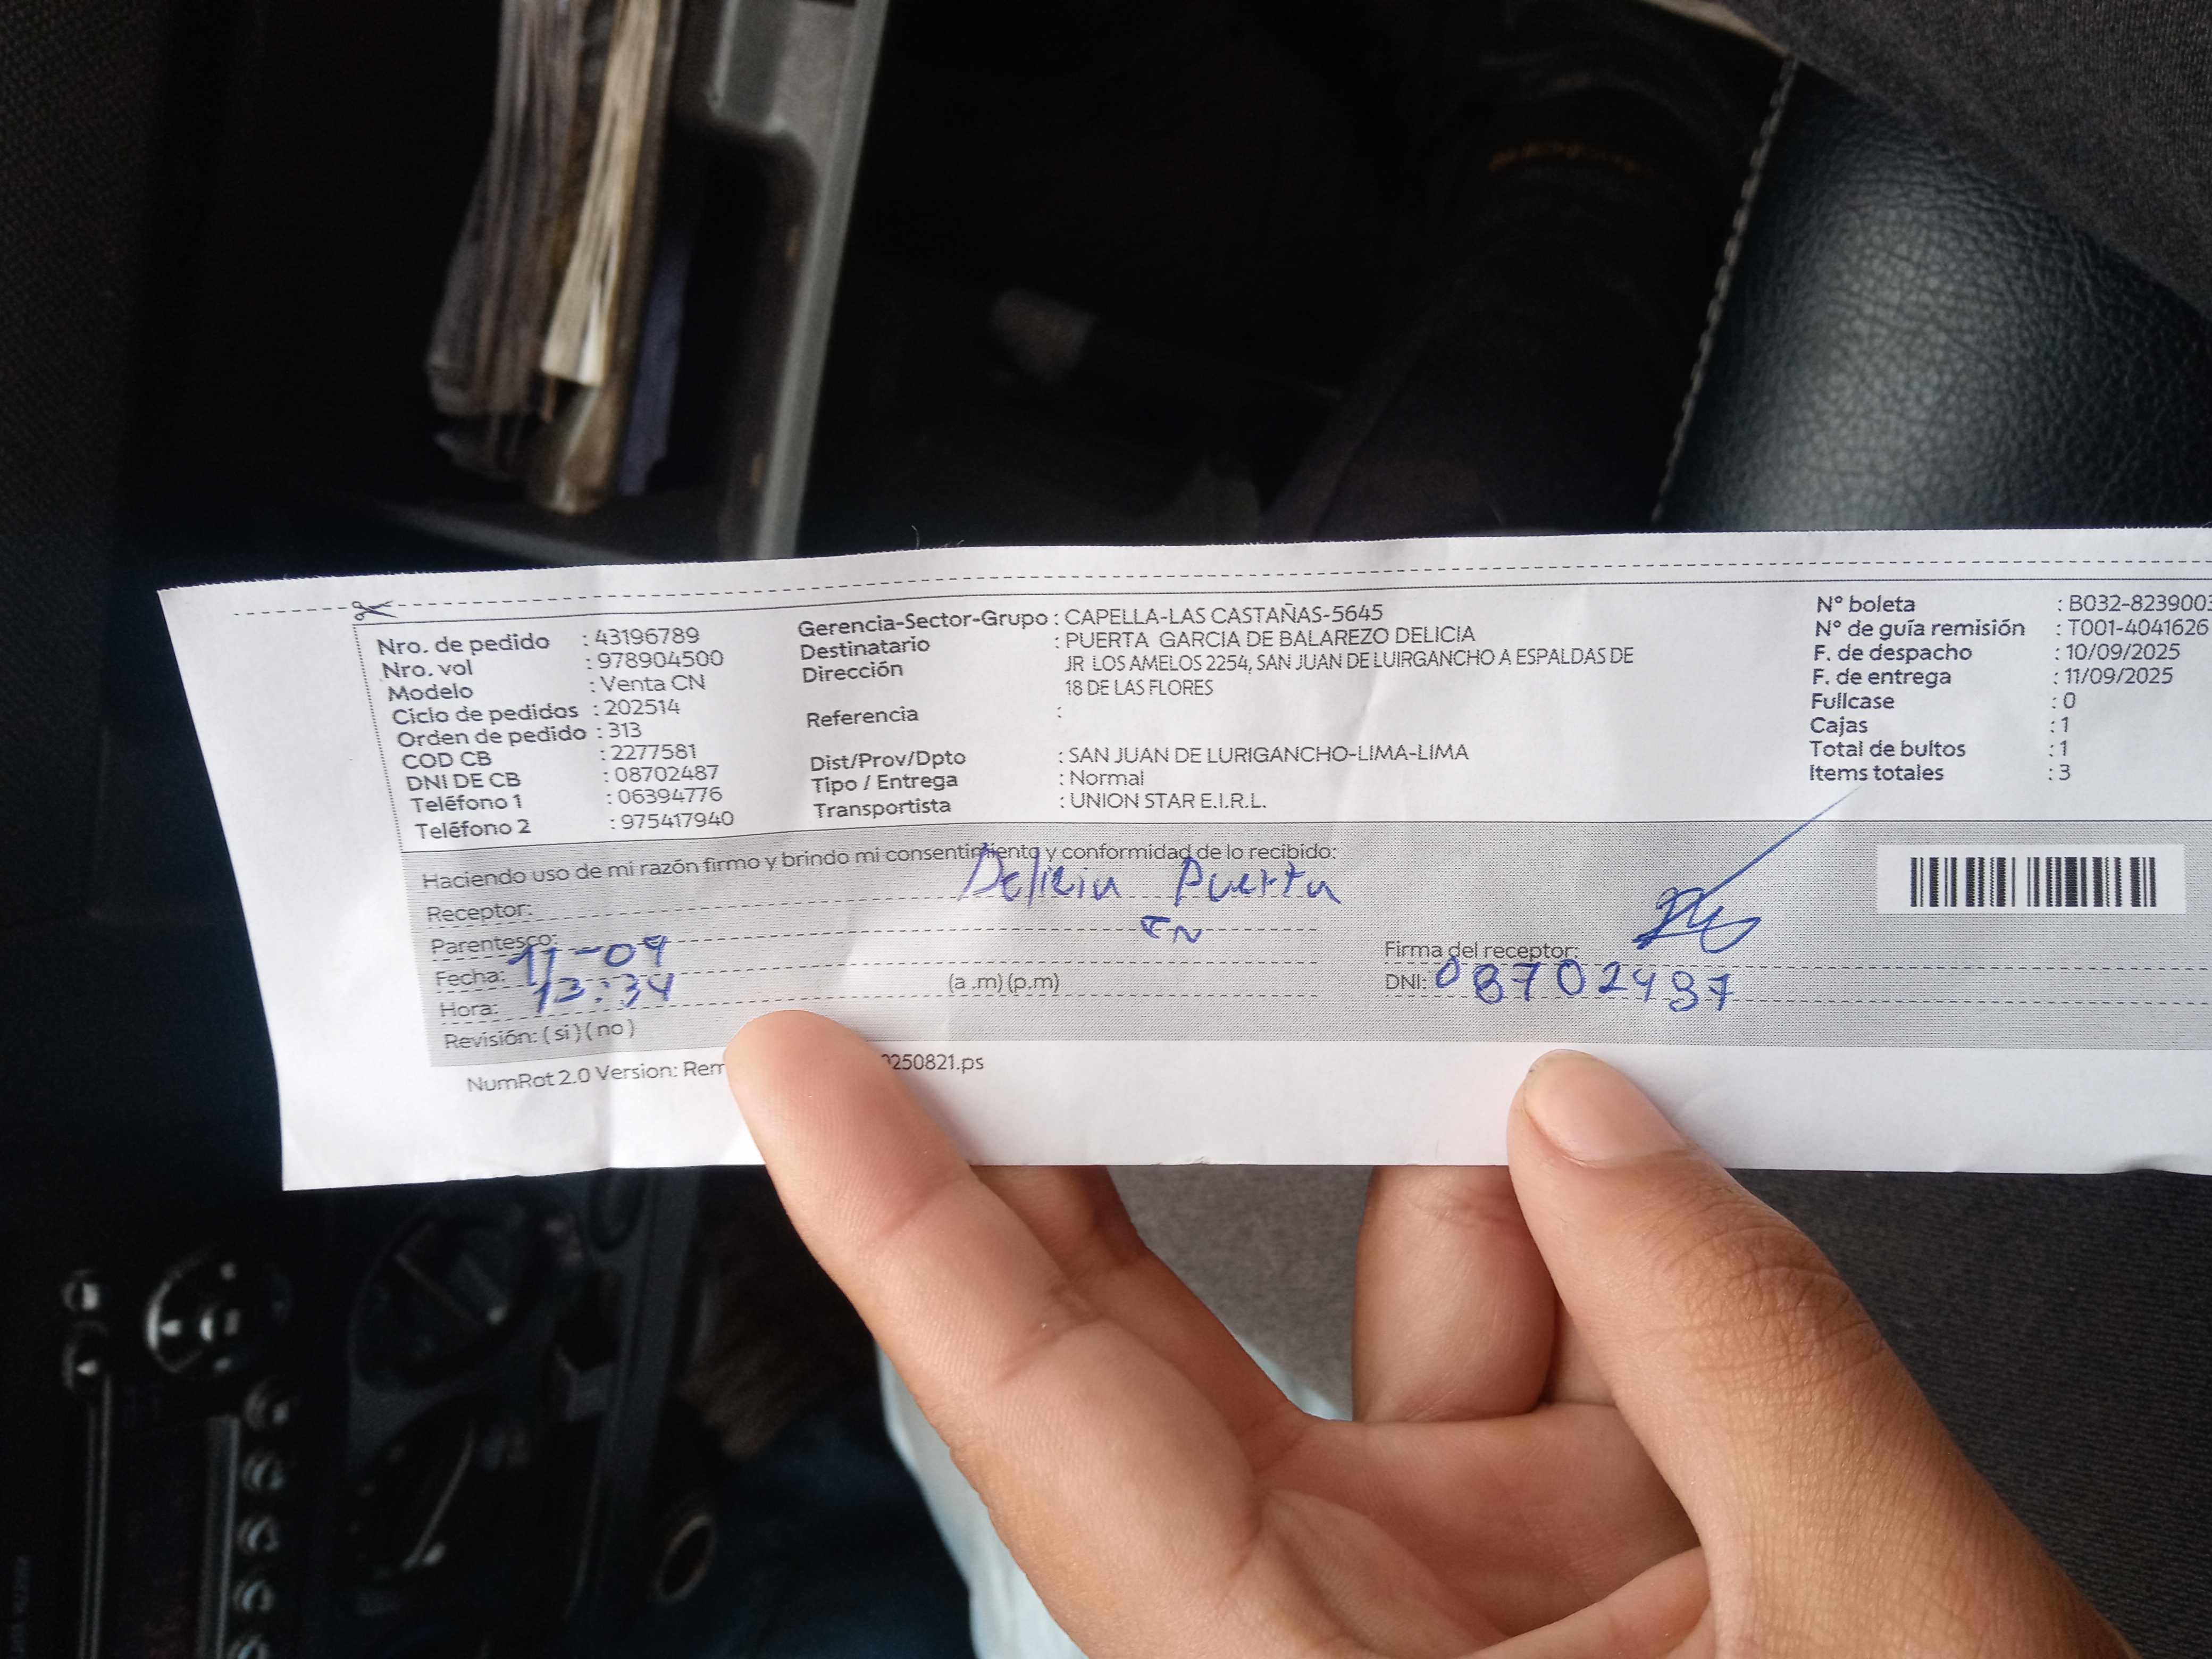 Nro. de pedido : 43196789
Nro. vol : 978904500
Modelo : Venta CN
Ciclo de pedidos : 202514
Orden de pedido : 313
COD CB : 2277581
DNI DE CB : 08702487
Teléfono 1 : 06394776
Teléfono 2 : 975417940
Gerencia-Sector-Grupo : CAPELLA-LAS CASTAÑAS-5645
Destinatario : PUERTA GARCIA DE BALAREZO DELICIA
Dirección JR LOS AMELOS 2254, SAN JUAN DE LUIRGANCHO A ESPALDAS DE
18 DE LAS FLORES
Referencia :
Dist/Prov/Dpto : SAN JUAN DE LURIGANCHO-LIMA-LIMA
Tipo / Entrega : Normal
Transportista : UNION STAR E.I.R.L.
N° boleta : B032-8239003
N° de guía remisión : T001-4041626
F. de despacho : 10/09/2025
F. de entrega : 11/09/2025
Fullcase : 0
Cajas : 1
Total de bultos : 1
Items totales : 3
Haciendo uso de mi razón firmo y brindo mi consentimiento y conformidad de lo recibido:
Receptor: Delicia Puerta
Parentesco: CN
Fecha: 11-09
Hora: 13:34 (a .m) (p.m)
Revisión: ( si ) ( no )
Firma del receptor:
DNI: 08702487
NumRot 2.0 Version: Rem 0250821.ps